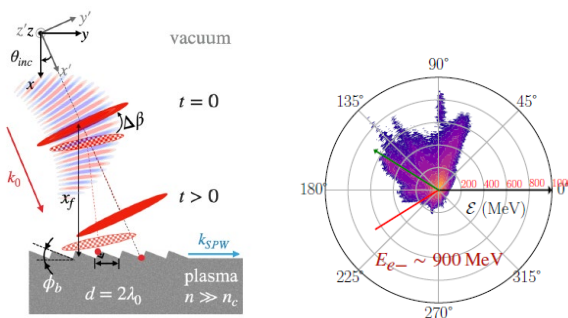 y'
z' z
y
vacuum
θinc
x
x'
t = 0
Δβ
k0
xf
t > 0
kSPW
ϕb
d = 2λ0
plasma
n ≫ nc
90°
135°
45°
180°
200 400 600 800
0°
ℰ (MeV)
Ee− ∼ 900 MeV
225°
315°
270°